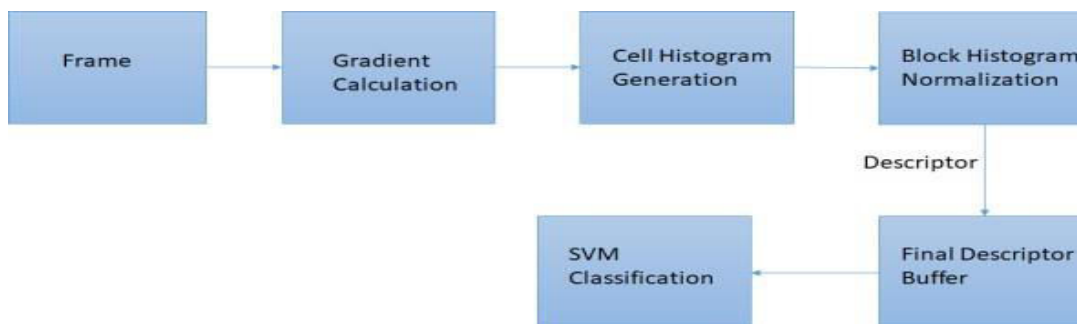 Frame
Gradient
Calculation
Cell Histogram
Generation
Block Histogram
Normalization
Descriptor
Final Descriptor
Buffer
SVM
Classification